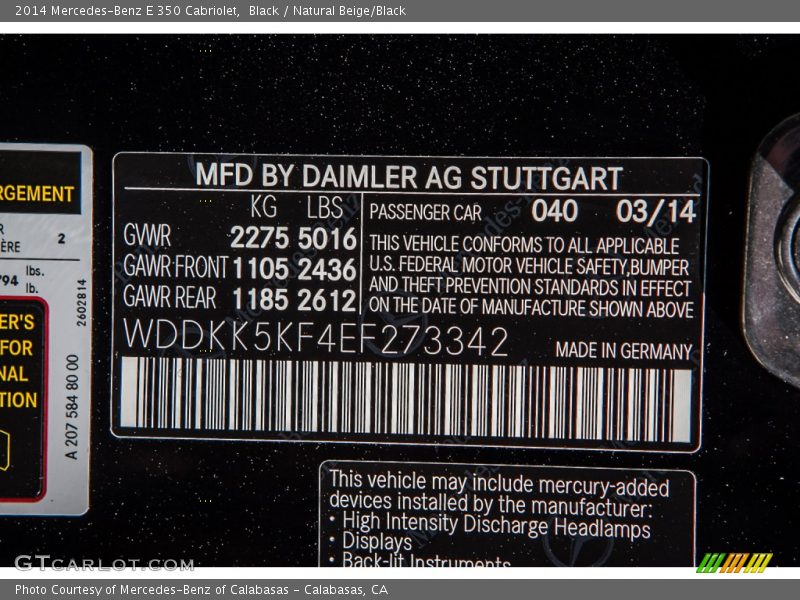 2014 Mercedes-Benz E 350 Cabriolet, Black / Natural Beige/Black
RGEMENT
2
lbs.
794 lb.
ER'S
FOR
NAL
TION
2602814
A 207 584 80 00
MFD BY DAIMLER AG STUTTGART
KG LBS
GWR 2275 5016
GAWR FRONT 1105 2436
GAWR REAR 1185 2612
PASSENGER CAR 040 03/14
THIS VEHICLE CONFORMS TO ALL APPLICABLE
U.S. FEDERAL MOTOR VEHICLE SAFETY,BUMPER
AND THEFT PREVENTION STANDARDS IN EFFECT
ON THE DATE OF MANUFACTURE SHOWN ABOVE
WDDKK5KF4EF273342
MADE IN GERMANY
This vehicle may include mercury-added
devices installed by the manufacturer:
· High Intensity Discharge Headlamps
· Displays
· Back-lit Instruments
GTCARLOT.COM
Photo Courtesy of Mercedes-Benz of Calabasas - Calabasas, CA